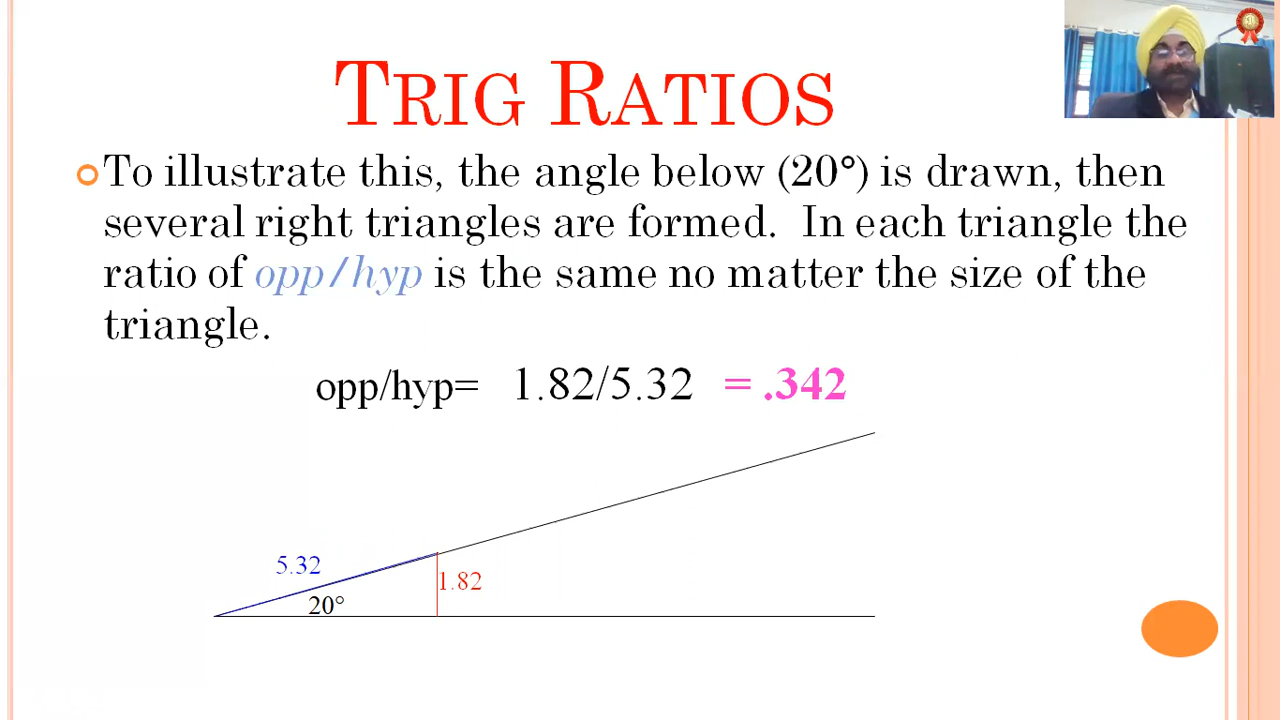 TRIG RATIOS
To illustrate this, the angle below (20°) is drawn, then
several right triangles are formed. In each triangle the
ratio of opp/hyp is the same no matter the size of the
triangle.
opp/hyp= 1.82/5.32 = .342
5.32
1.82
20°